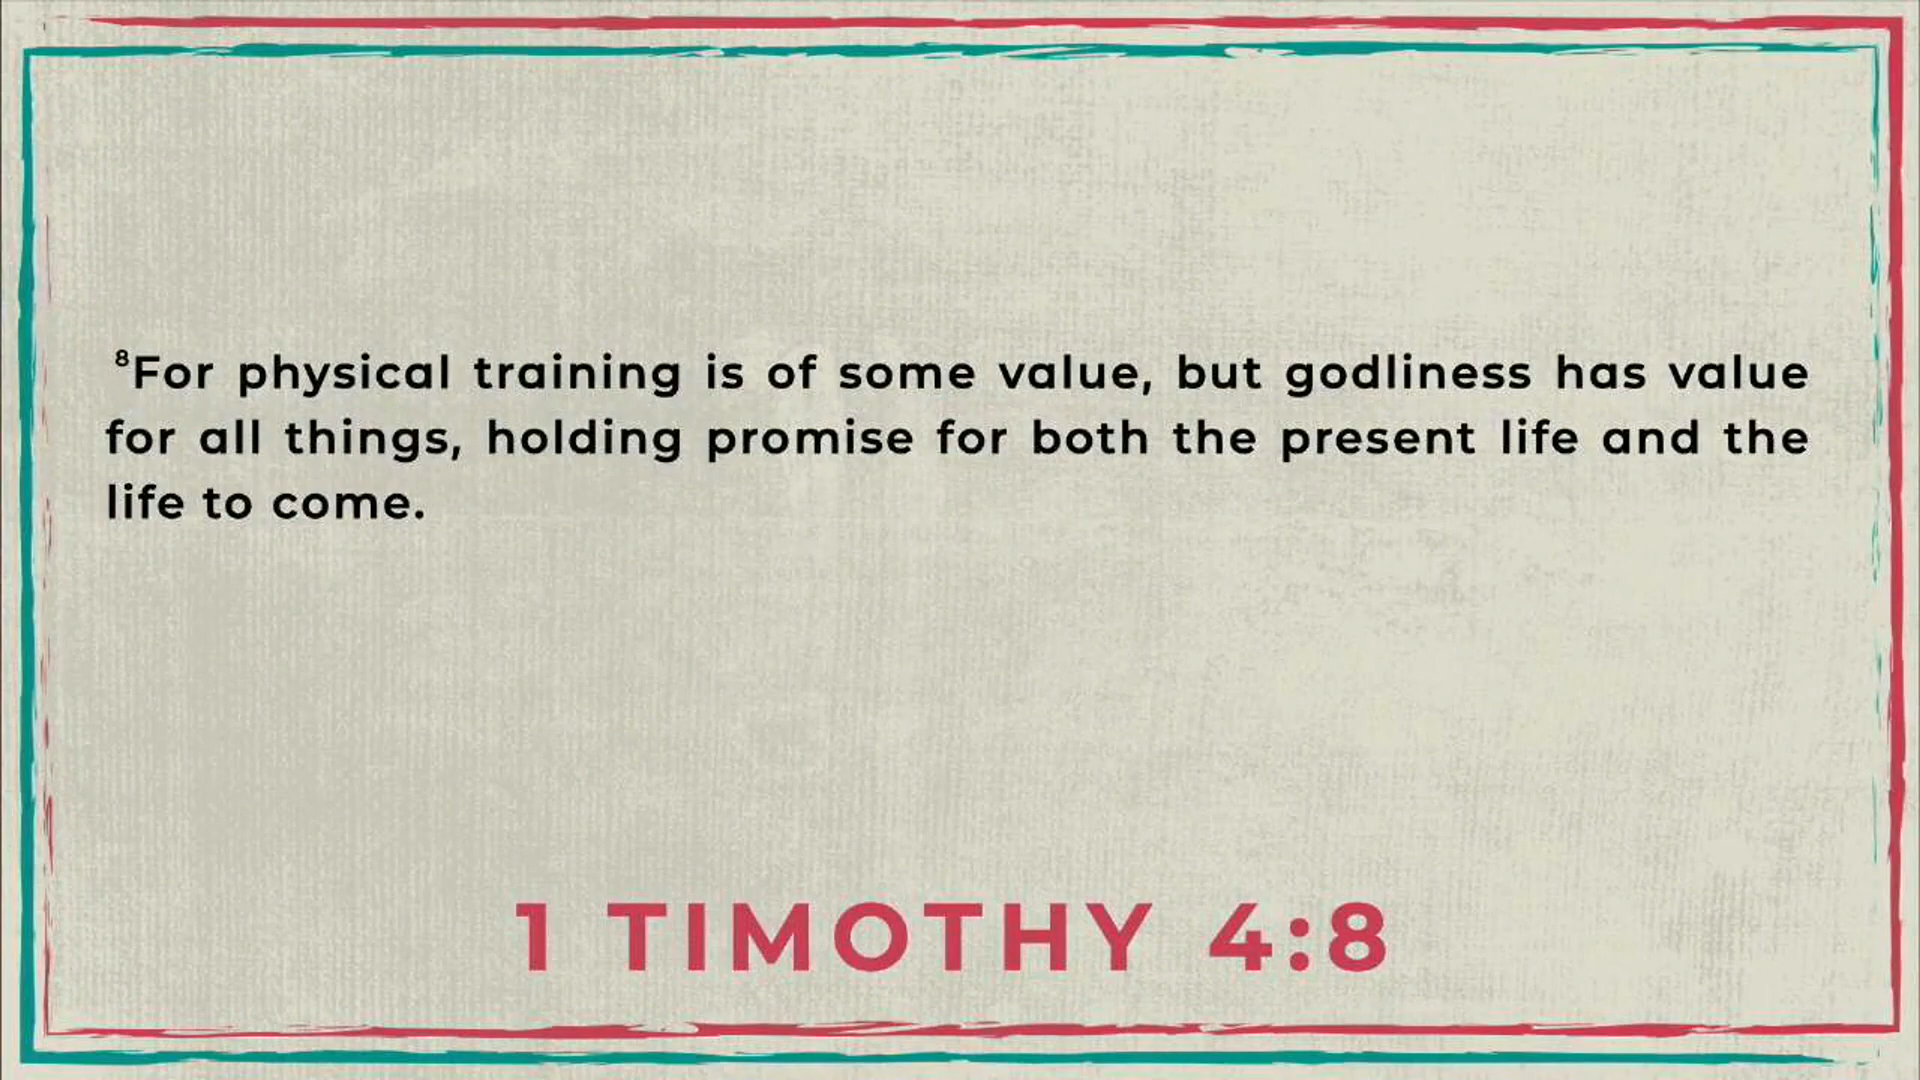 ⁸For physical training is of some value, but godliness has value
for all things, holding promise for both the present life and the
life to come.
1 TIMOTHY 4:8